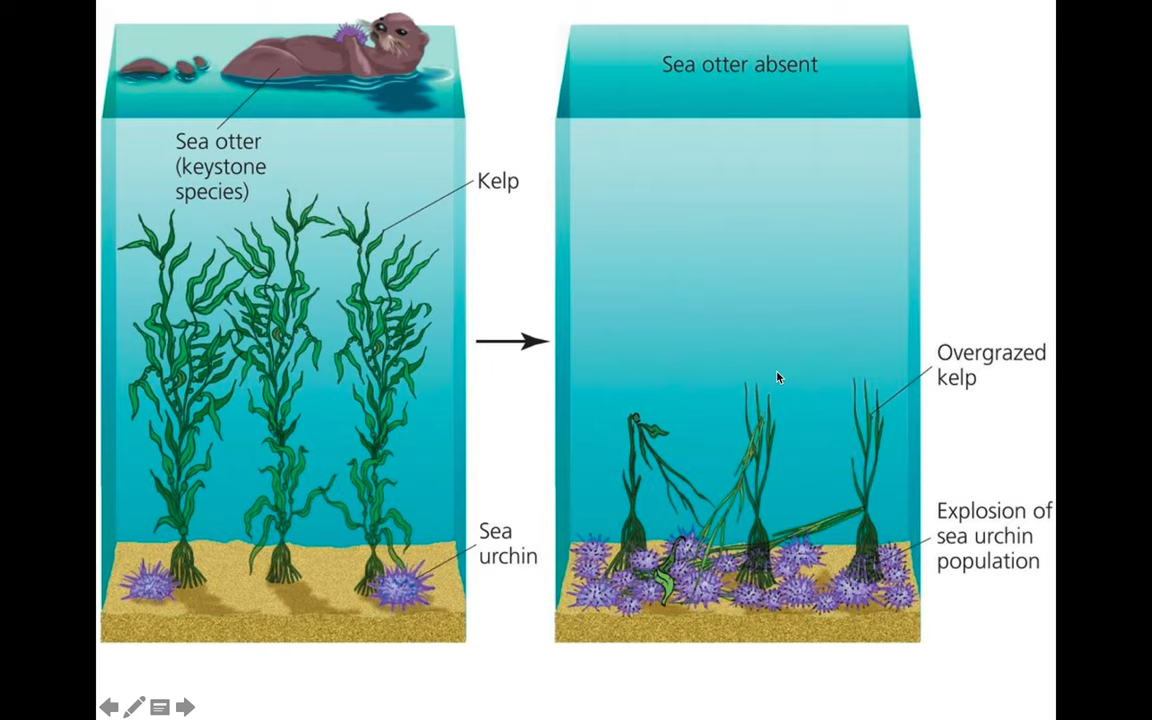 Sea otter absent
Sea otter
(keystone
species)
Kelp
Overgrazed
kelp
Sea
urchin
Explosion of
sea urchin
population